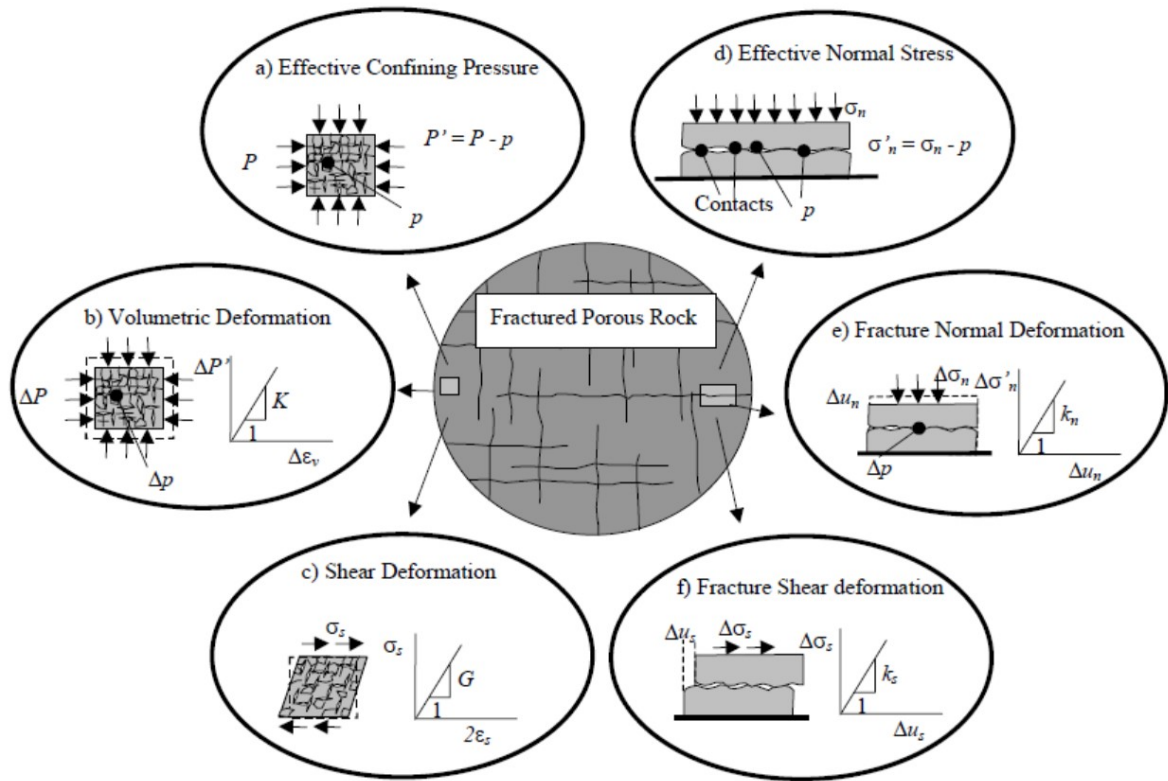 a) Effective Confining Pressure
P
P' = P - p
p
d) Effective Normal Stress
σn
σ'n = σn - p
Contacts
p
Fractured Porous Rock
b) Volumetric Deformation
ΔP
ΔP'
K
1
Δεv
Δp
e) Fracture Normal Deformation
Δun
Δσn
Δσ'n
kn
1
Δp
Δun
c) Shear Deformation
σs
σs
G
1
2εs
f) Fracture Shear deformation
Δus
Δσs
Δσs
ks
1
Δus